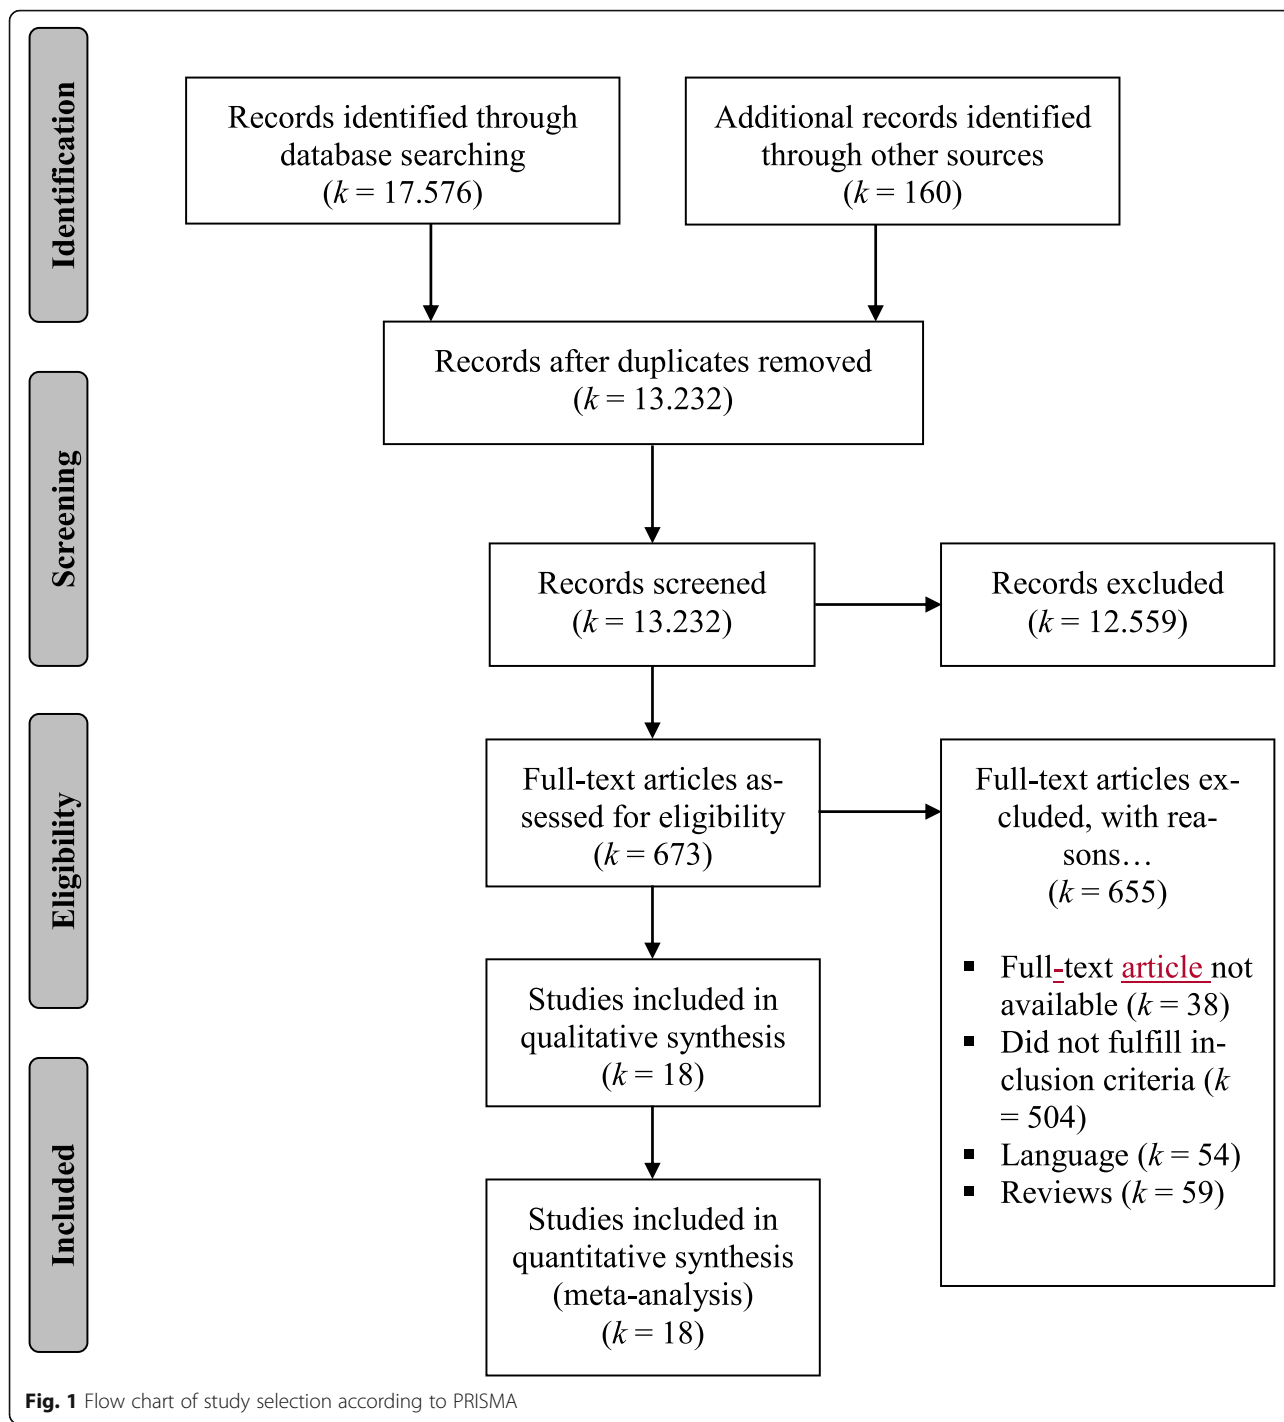 Identification
Records identified through
database searching
(k = 17.576)
Additional records identified
through other sources
(k = 160)
Records after duplicates removed
(k = 13.232)
Screening
Records screened
(k = 13.232)
Records excluded
(k = 12.559)
Eligibility
Full-text articles as-
sessed for eligibility
(k = 673)
Full-text articles ex-
cluded, with rea-
sons…
(k = 655)
▪ Full-text article not
available (k = 38)
▪ Did not fulfill in-
clusion criteria (k
= 504)
▪ Language (k = 54)
▪ Reviews (k = 59)
Studies included in
qualitative synthesis
(k = 18)
Included
Studies included in
quantitative synthesis
(meta-analysis)
(k = 18)
Fig. 1 Flow chart of study selection according to PRISMA